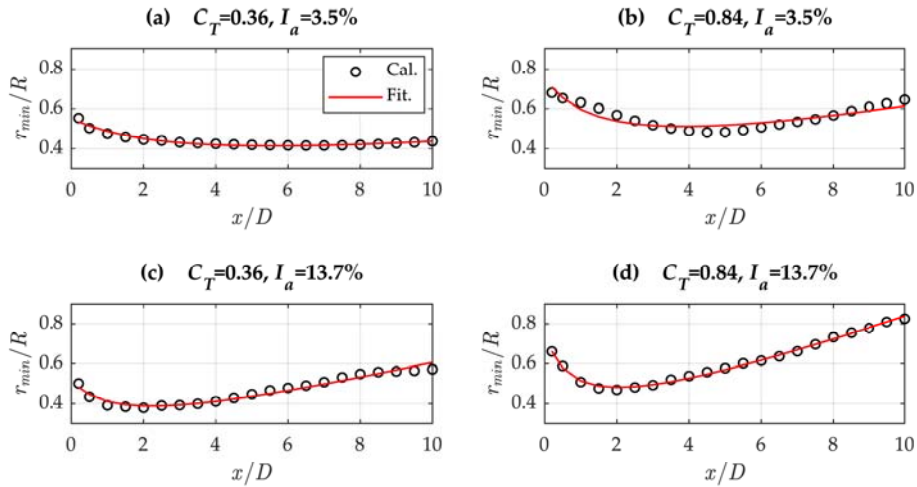 (a) C_T=0.36, I_a=3.5%
(b) C_T=0.84, I_a=3.5%
r_min/R
0.8
0.6
0.4
Cal.
Fit.
0 2 4 6 8 10
x/D
r_min/R
0.8
0.6
0.4
0 2 4 6 8 10
x/D
(c) C_T=0.36, I_a=13.7%
(d) C_T=0.84, I_a=13.7%
r_min/R
0.8
0.6
0.4
0 2 4 6 8 10
x/D
r_min/R
0.8
0.6
0.4
0 2 4 6 8 10
x/D